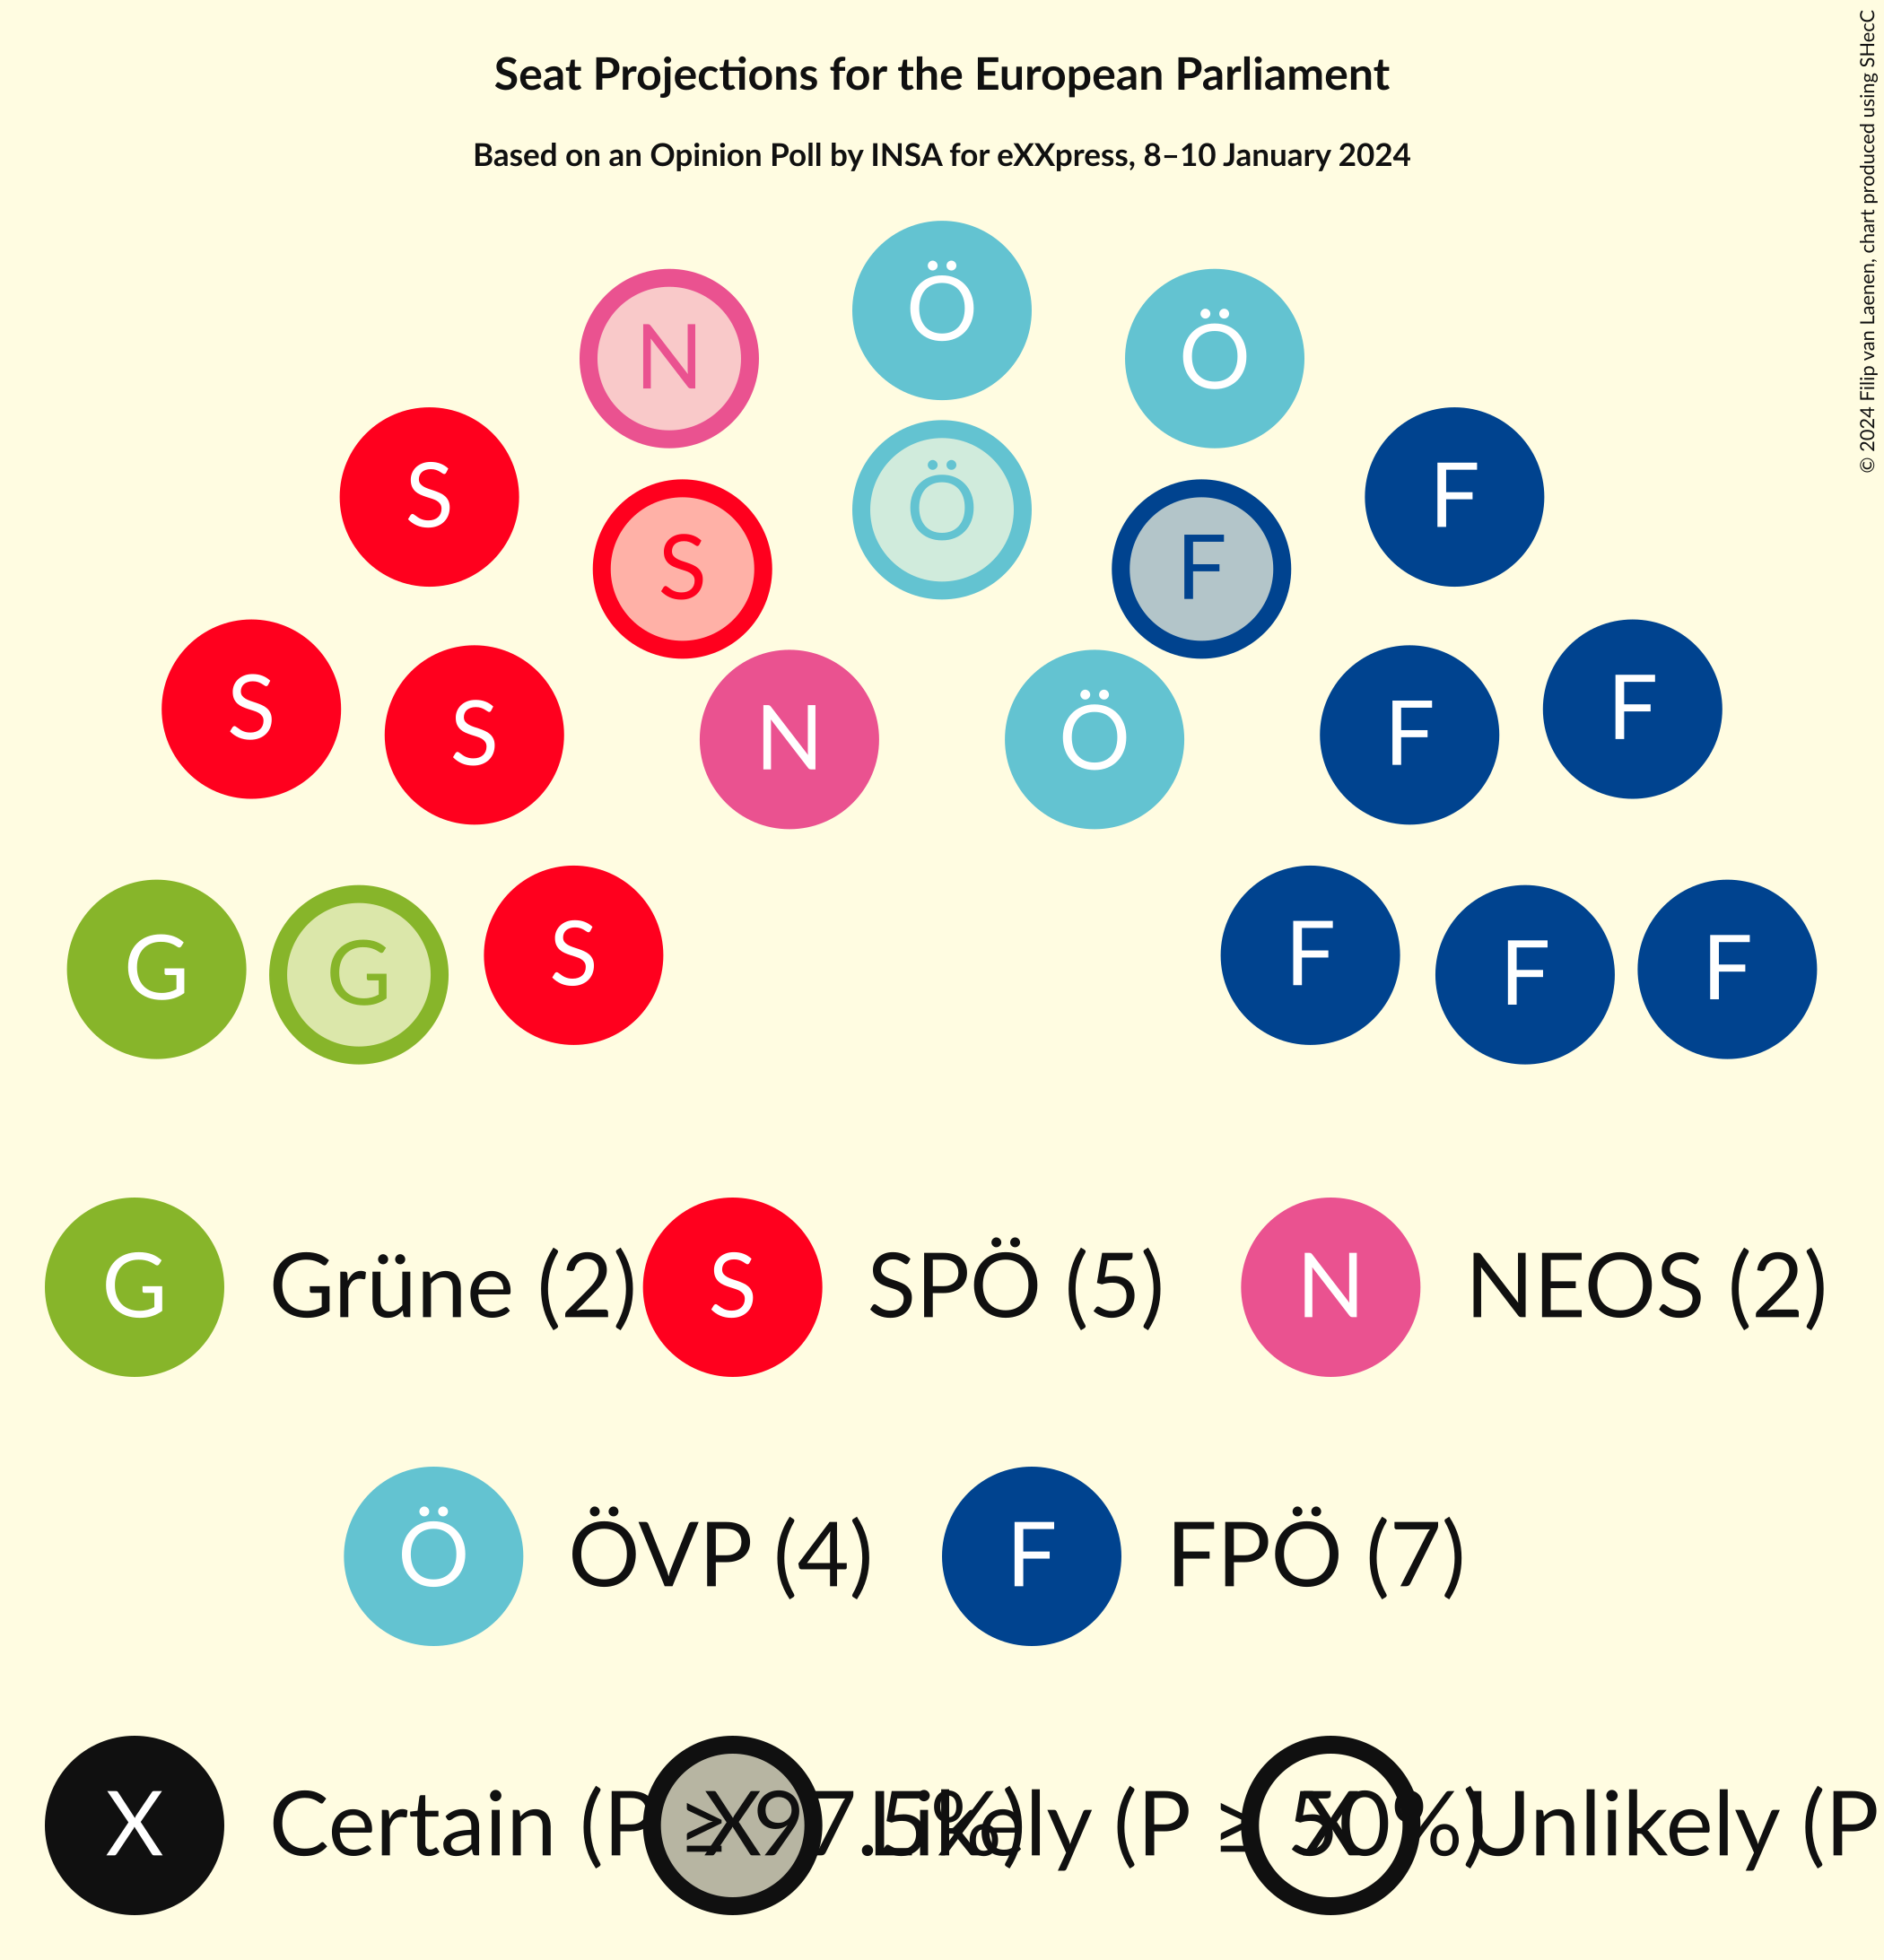 Seat Projections for the European Parliament
Based on an Opinion Poll by INSA for eXXpress, 8–10 January 2024
© 2024 Filip van Laenen, chart produced using SHecC
Ö
N Ö
S Ö F
S F
S S N Ö F F
G G S F F F
G Grüne (2) S SPÖ (5) N NEOS (2)
Ö ÖVP (4) F FPÖ (7)
X Certain (P ≥ 97.5%) X Likely (P ≥ 50%) X Unlikely (P